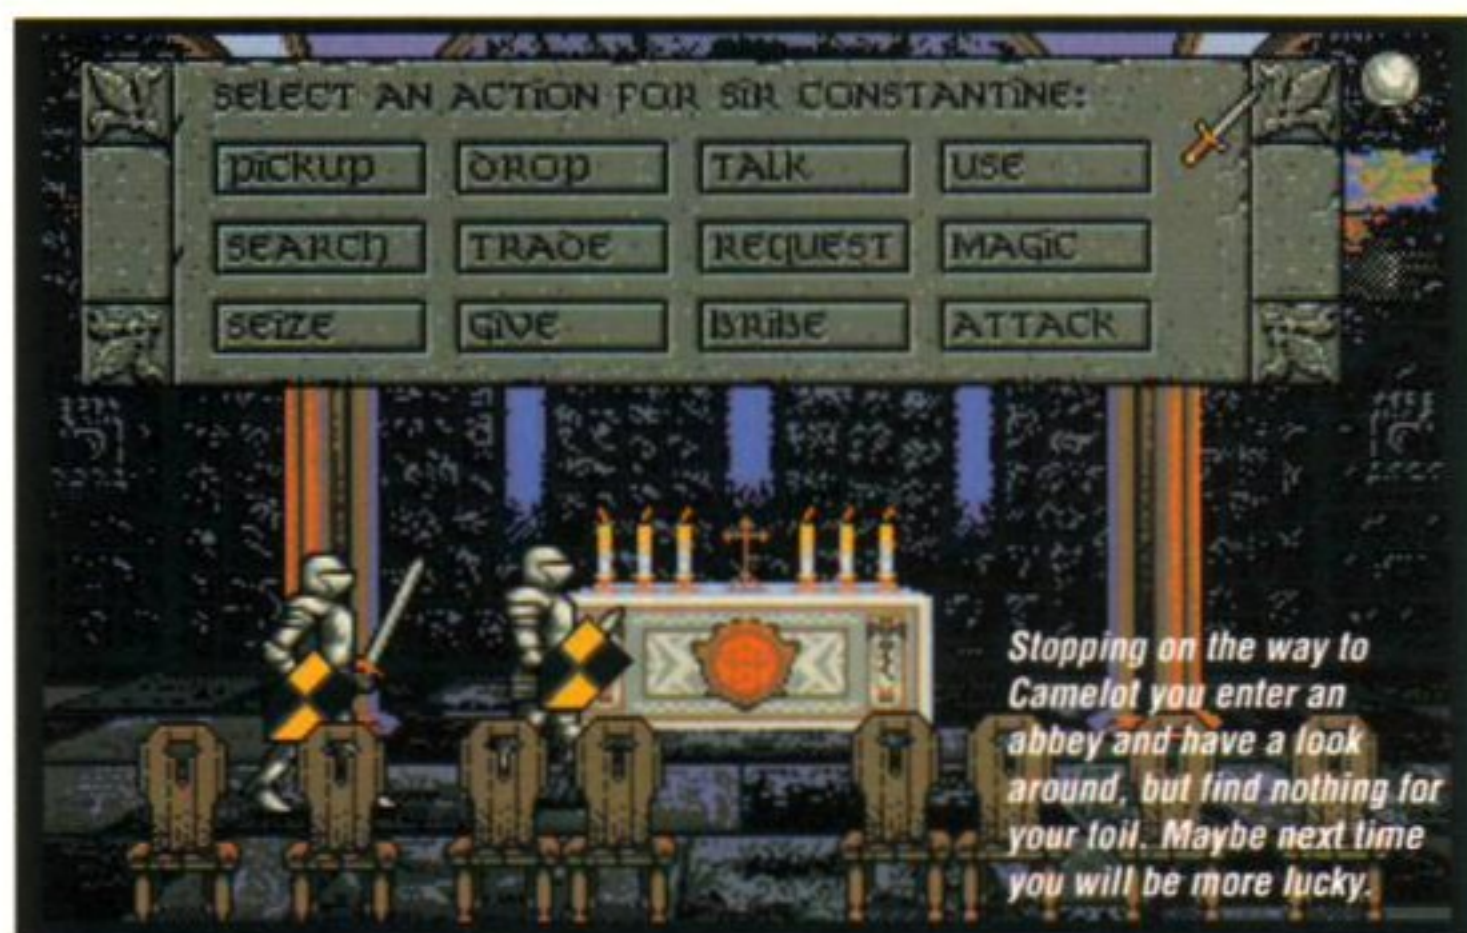 SELECT AN ACTION FOR SIR CONSTANTINE:
PICKUP DROP TALK USE
SEARCH TRADE REQUEST MAGIC
SEIZE GIVE BRIBE ATTACK
Stopping on the way to
Camelot you enter an
abbey and have a look
around, but find nothing for
your toil. Maybe next time
you will be more lucky.